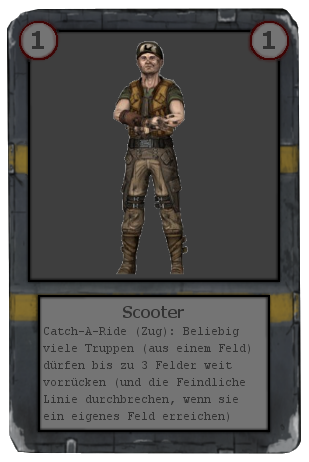 1 1
Scooter
Catch-A-Ride (Zug): Beliebig
viele Truppen (aus einem Feld)
dürfen bis zu 3 Felder weit
vorrücken (und die Feindliche
Linie durchbrechen, wenn sie
ein eigenes Feld erreichen)